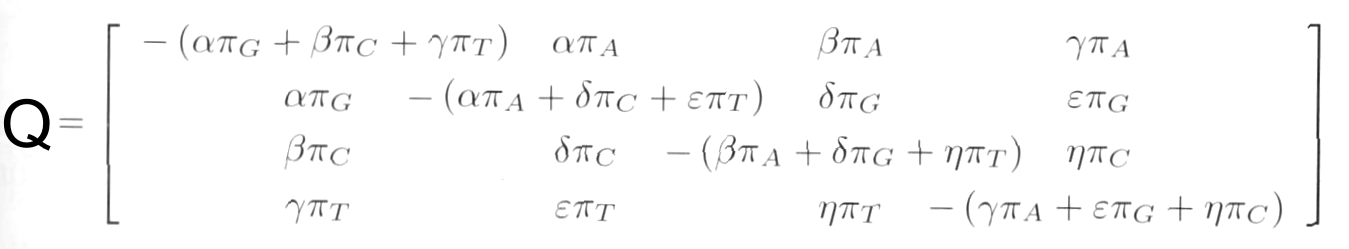 − (απ_G + βπ_C + γπ_T) απ_A βπ_A γπ_A
απ_G − (απ_A + δπ_C + επ_T) δπ_G επ_G
Q = βπ_C δπ_C − (βπ_A + δπ_G + ηπ_T) ηπ_C
γπ_T επ_T ηπ_T − (γπ_A + επ_G + ηπ_C)